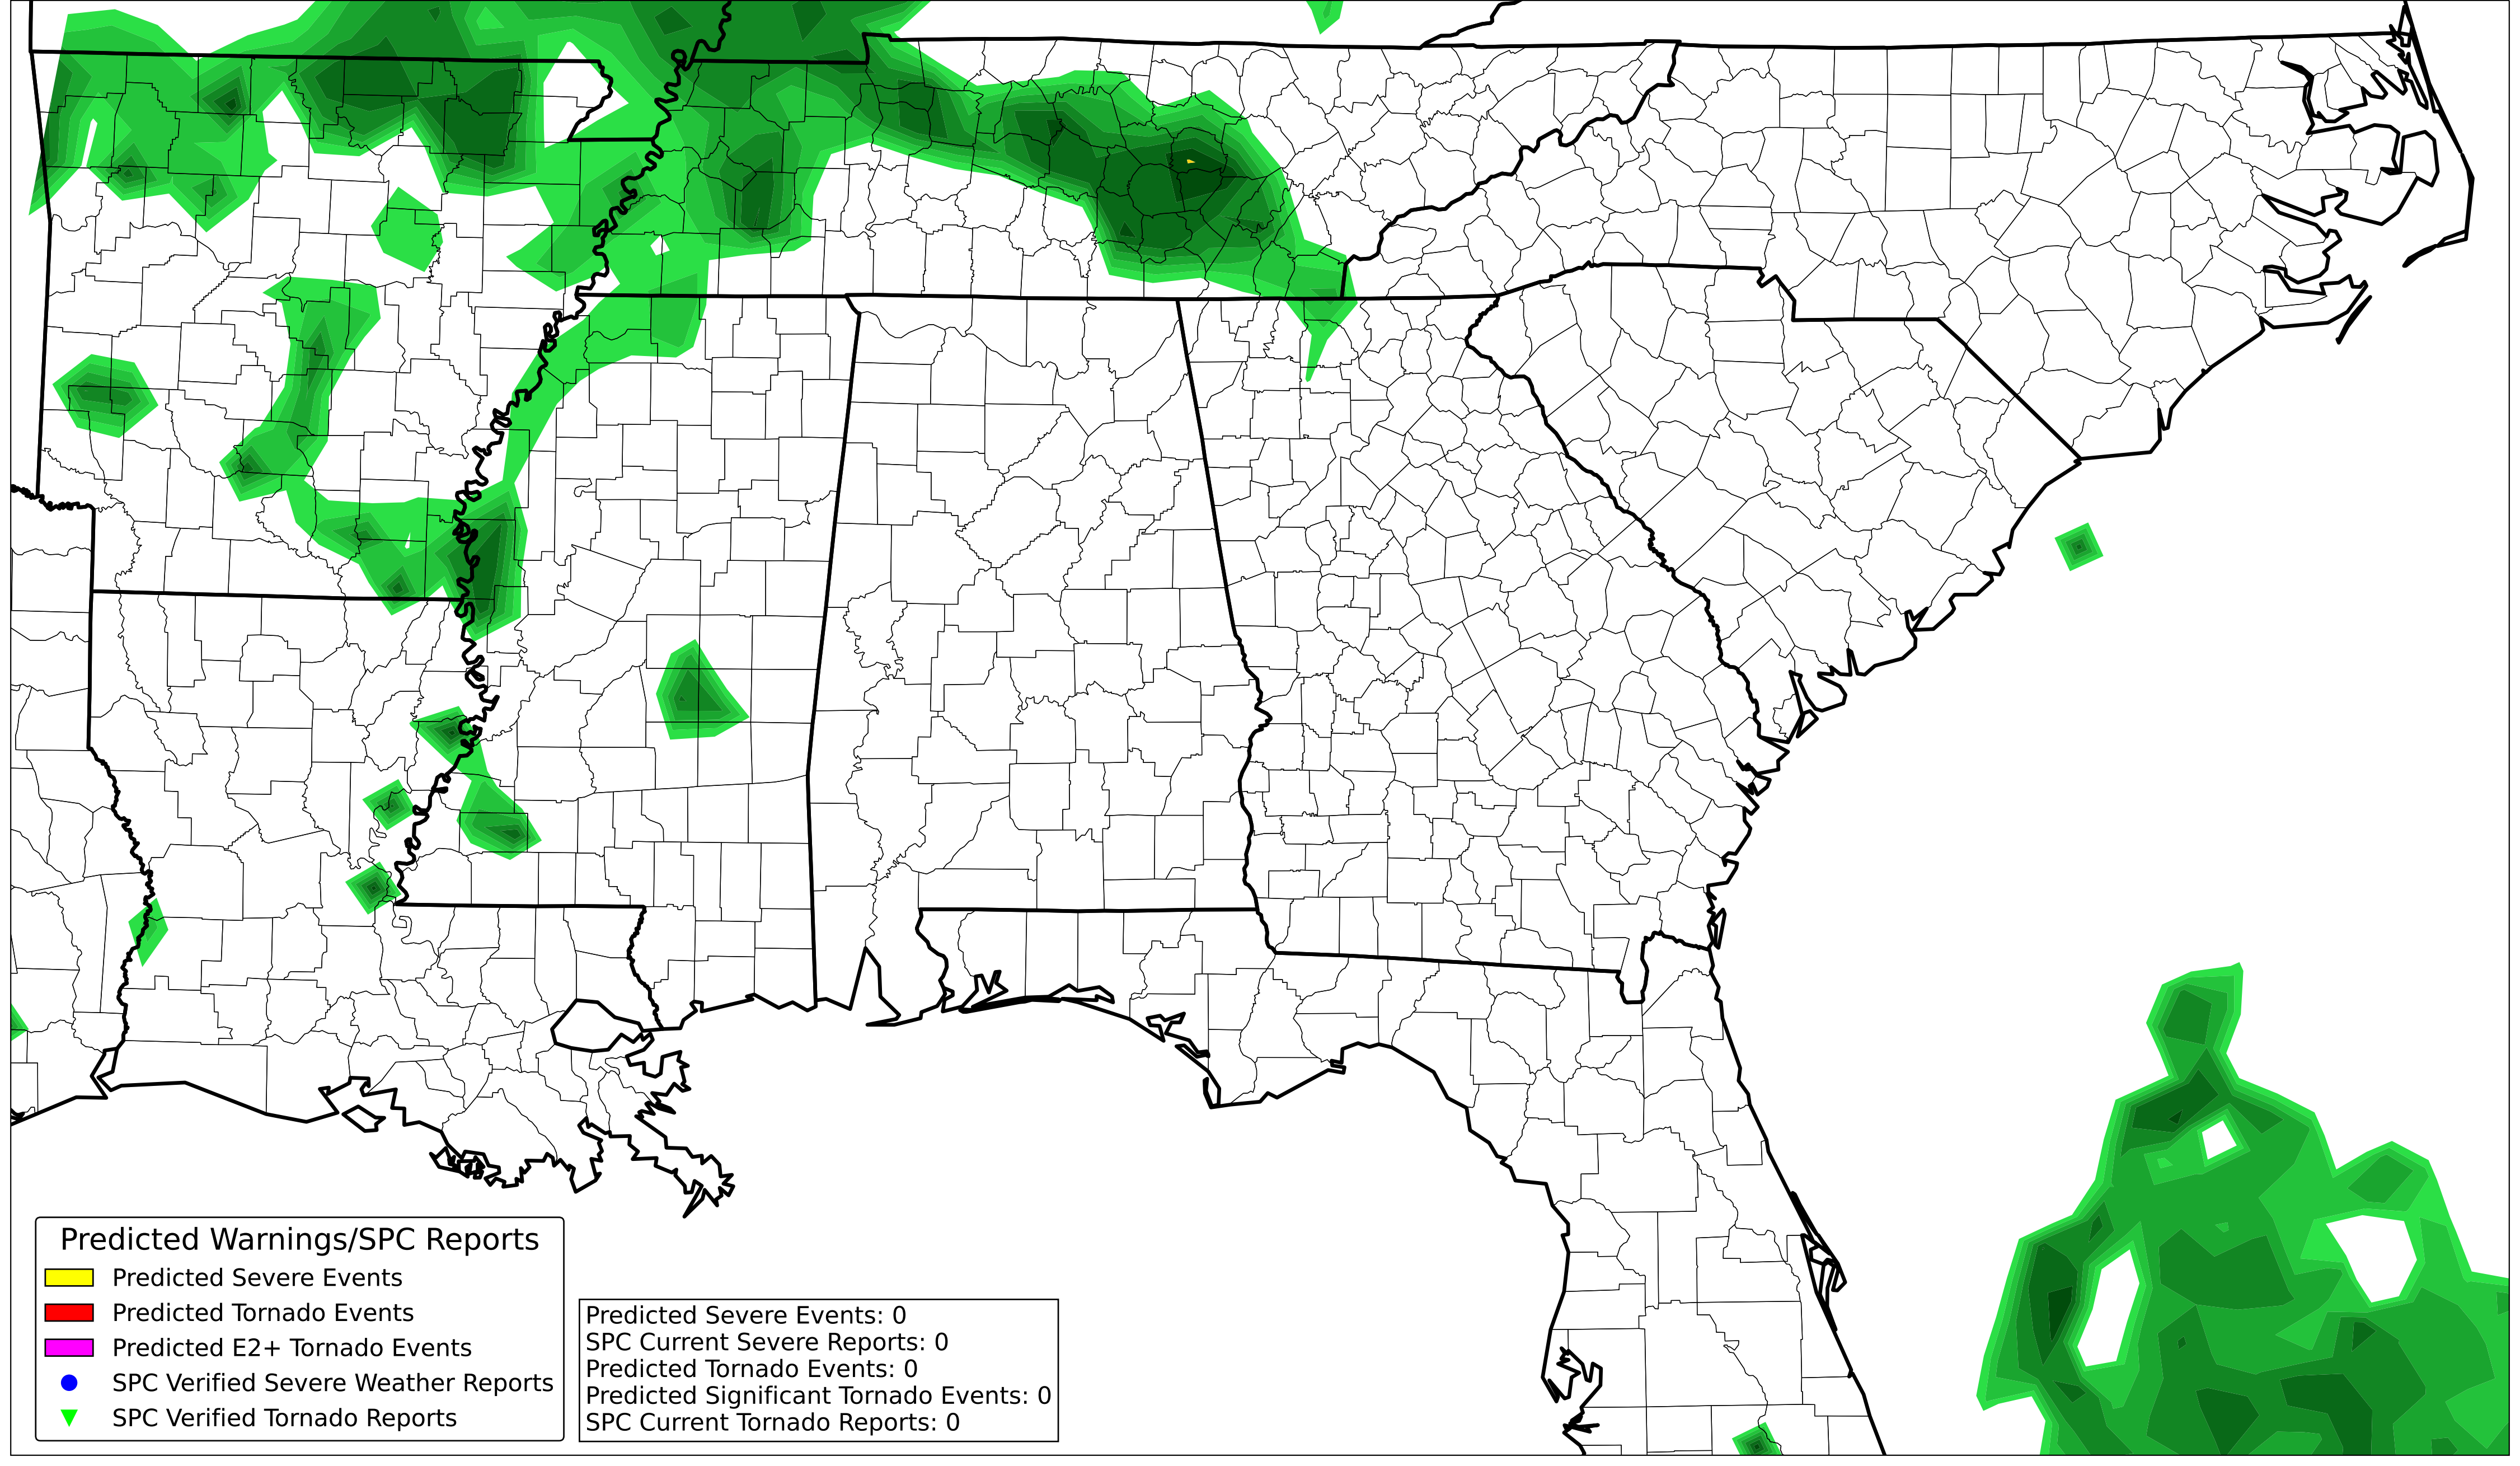 Predicted Warnings/SPC Reports
Predicted Severe Events
Predicted Tornado Events
Predicted E2+ Tornado Events
SPC Verified Severe Weather Reports
SPC Verified Tornado Reports
Predicted Severe Events: 0
SPC Current Severe Reports: 0
Predicted Tornado Events: 0
Predicted Significant Tornado Events: 0
SPC Current Tornado Reports: 0